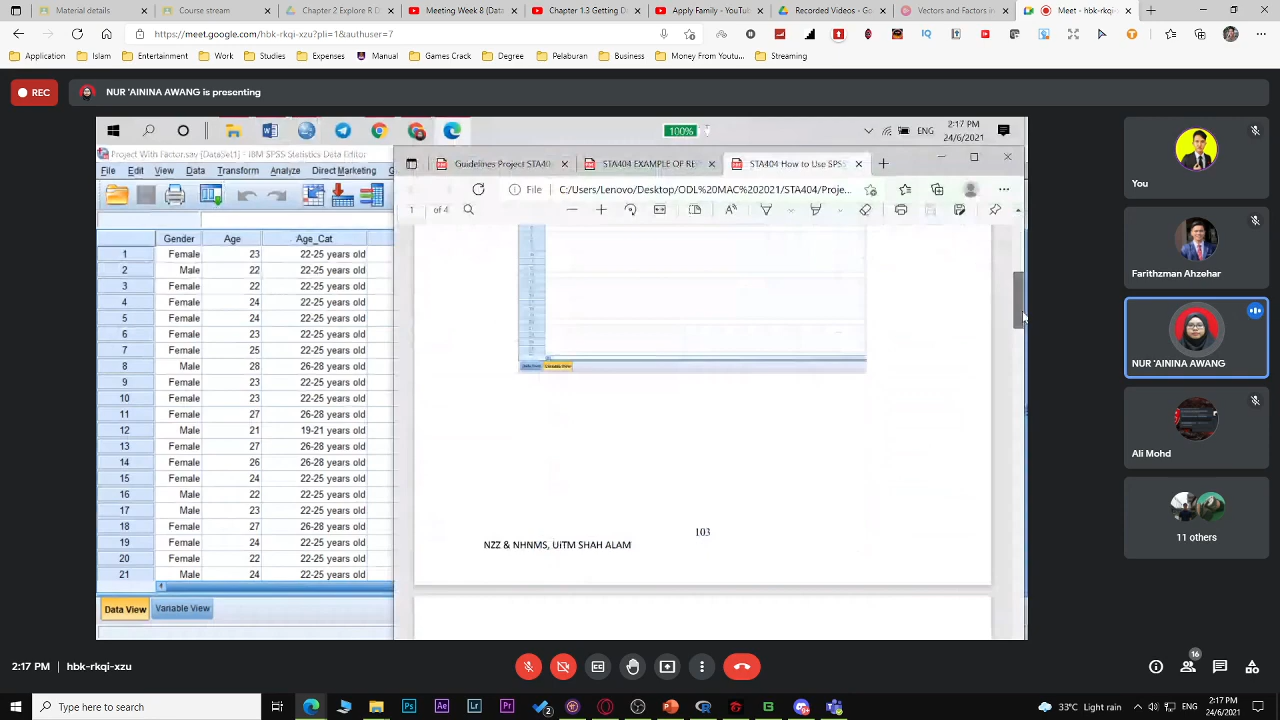 Chapter 2 Explore R D
Course stream
Chapter 2 Explore R D
Meeting Week 8 (Matr
Chapter 1.3 Getting D
Apply Family - YouTub
Recorded Videos - Go
Vectors and Factors in
Meet - hbk-rkqi-x
https://meet.google.com/hbk-rkqi-xzu?pli=1&authuser=7
Application
Islam
Entertainment
Work
Shopping
Expenses
Manual
Games Crack
Degree
Paburan
Business
Money From Youtu...
Streaming
REC
NUR 'AININA AWANG is presenting
100%
ENG
2:17 PM
24/6/2021
Project With Factor.sav [DataSet1] - IBM SPSS Statistics Data Editor
File Edit View Data Transform Analyze Direct Marketing G
Guidelines Project STA40
STA404 EXAMPLE OF RE
STA404 How to Use SPSS
File
C:/Users/Lenovo/Desktop/ODL%20MAC%202021/STA404/Proje...
1 of 4
Gender Age Age_Cat
1 Female 23 22-25 years old
2 Male 22 22-25 years old
3 Female 22 22-25 years old
4 Female 24 22-25 years old
5 Female 24 22-25 years old
6 Female 23 22-25 years old
7 Female 25 22-25 years old
8 Male 28 26-28 years old
9 Female 23 22-25 years old
10 Female 23 22-25 years old
11 Female 27 26-28 years old
12 Male 21 19-21 years old
13 Female 27 26-28 years old
14 Female 26 26-28 years old
15 Female 24 22-25 years old
16 Male 22 22-25 years old
17 Male 23 22-25 years old
18 Female 27 26-28 years old
19 Female 24 22-25 years old
20 Female 22 22-25 years old
21 Male 24 22-25 years old
Data View
Variable View
103
NZZ & NHNMS, UiTM SHAH ALAM
You
Farithzman Ahzehar
NUR 'AININA AWANG
Ali Mohd
11 others
2:17 PM | hbk-rkqi-xzu
16
Type here to search
33°C Light rain
ENG
2:17 PM
24/6/2021